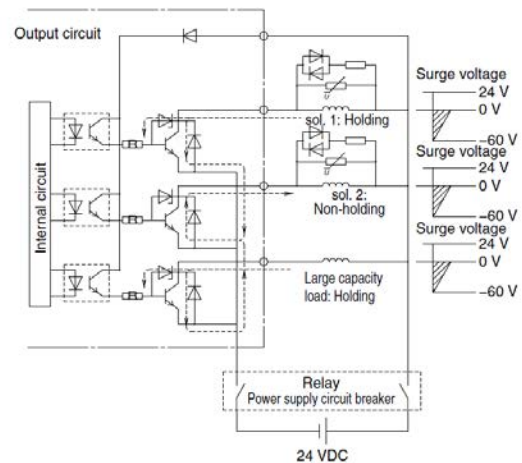 Output circuit
Internal circuit
sol. 1: Holding
sol. 2:
Non-holding
Large capacity
load: Holding
Surge voltage
24 V
0 V
−60 V
Surge voltage
24 V
0 V
−60 V
Surge voltage
24 V
0 V
−60 V
Relay
Power supply circuit breaker
24 VDC